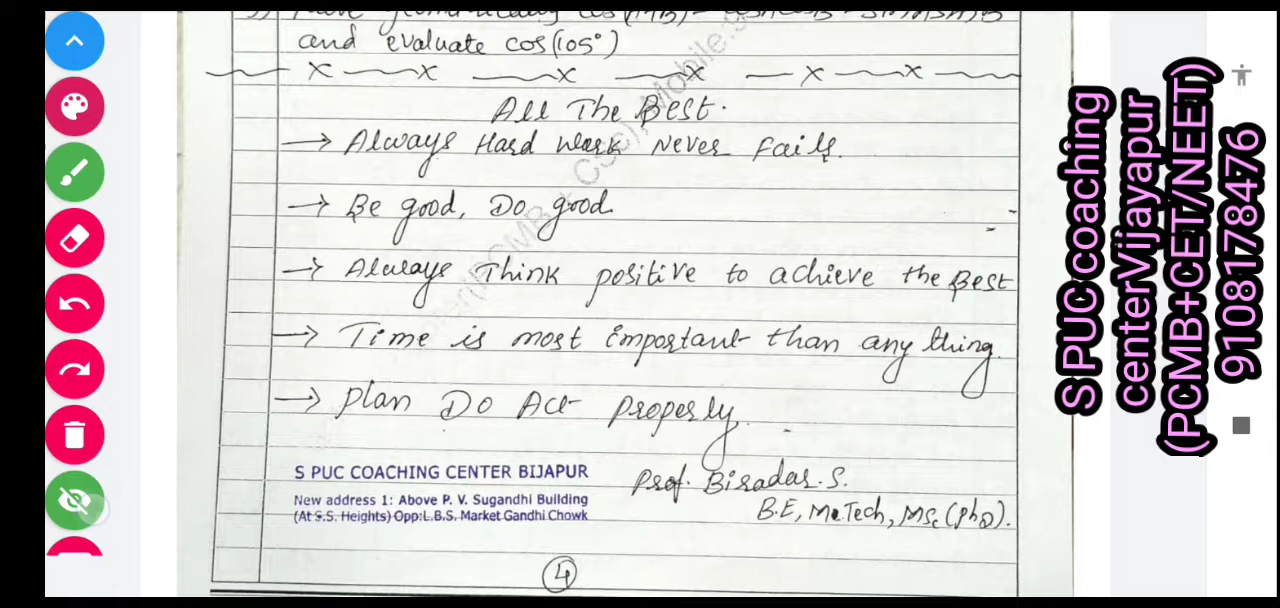 and evaluate cos(105°)
All The Best.
→ Always Hard work Never Fails.
→ Be good, Do good.
→ Always Think positive to achieve the Best
→ Time is most important than any thing.
→ Plan Do Act Properly.
S PUC COACHING CENTER BIJAPUR
New address 1: Above P. V. Sugandhi Building
(At S.S. Heights) Opp:L.B.S. Market Gandhi Chowk
Prof. Biradar. S.
B.E, M.Tech, MSc (PhD).
4
S PUC coaching
centerVijayapur
(PCMB+CET/NEET)
9108178476